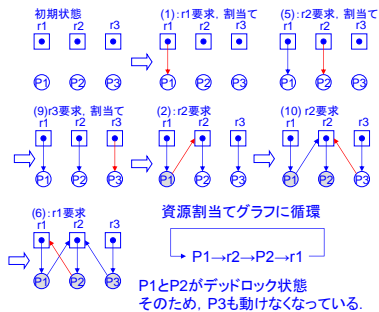 初期状態
r1 r2 r3
P1 P2 P3
(1):r1要求, 割当て
r1 r2 r3
P1 P2 P3
(5):r2要求, 割当て
r1 r2 r3
P1 P2 P3
(9)r3要求, 割当て
r1 r2 r3
P1 P2 P3
(2):r2要求
r1 r2 r3
P1 P2 P3
(10) r2要求
r1 r2 r3
P1 P2 P3
(6):r1要求
r1 r2 r3
P1 P2 P3
資源割当てグラフに循環
P1→r2→P2→r1
P1とP2がデッドロック状態
そのため, P3も動けなくなっている.